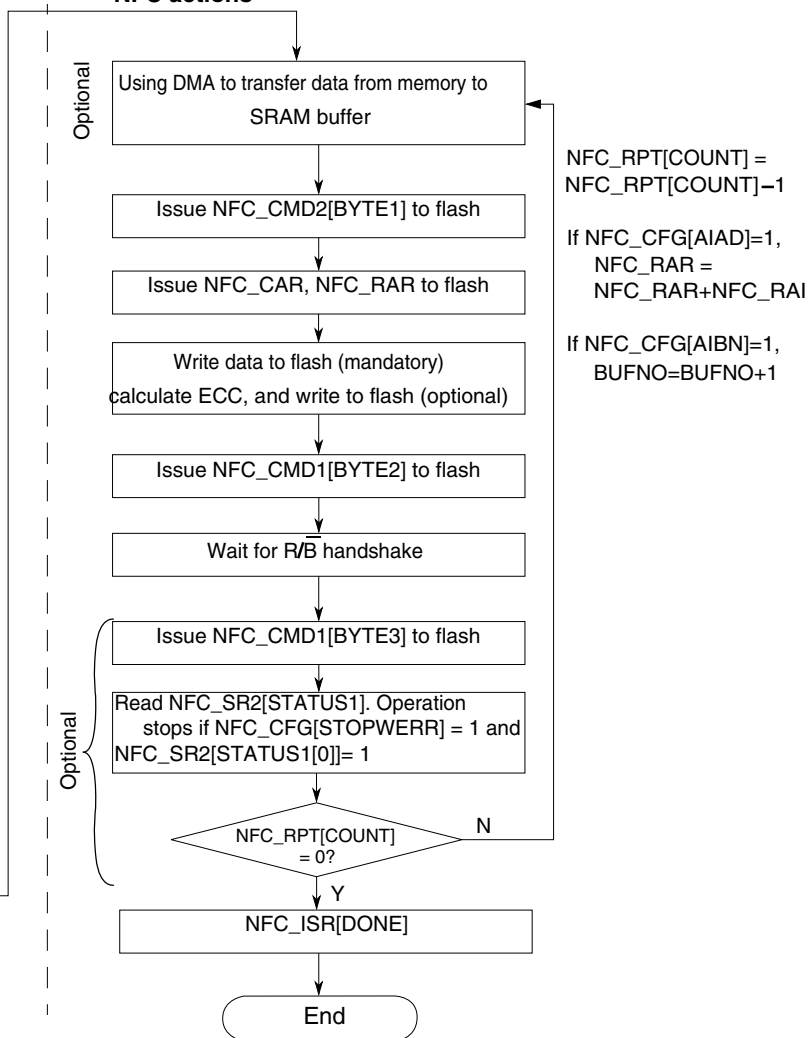 NFC actions
Optional
Using DMA to transfer data from memory to
SRAM buffer
Issue NFC_CMD2[BYTE1] to flash
Issue NFC_CAR, NFC_RAR to flash
Write data to flash (mandatory)
calculate ECC, and write to flash (optional)
Issue NFC_CMD1[BYTE2] to flash
Wait for R/B̅ handshake
Optional
Issue NFC_CMD1[BYTE3] to flash
Read NFC_SR2[STATUS1]. Operation
stops if NFC_CFG[STOPWERR] = 1 and
NFC_SR2[STATUS1[0]]= 1
NFC_RPT[COUNT]
= 0?
N
Y
NFC_ISR[DONE]
End
NFC_RPT[COUNT] =
NFC_RPT[COUNT]–1
If NFC_CFG[AIAD]=1,
NFC_RAR =
NFC_RAR+NFC_RAI
If NFC_CFG[AIBN]=1,
BUFNO=BUFNO+1